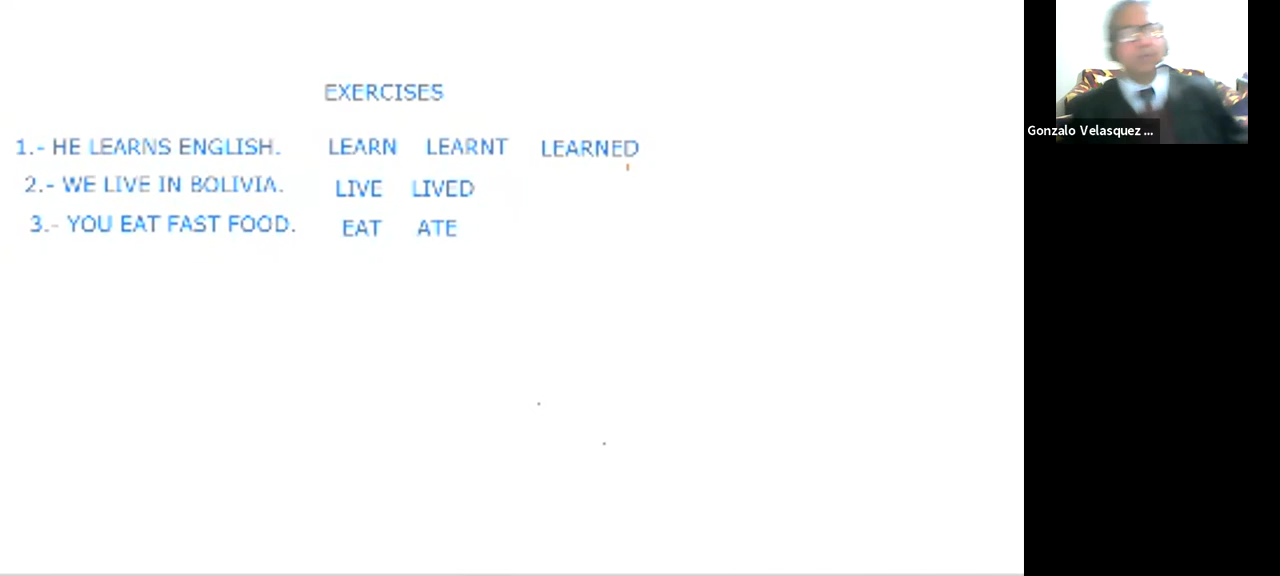 EXERCISES
1.- HE LEARNS ENGLISH. LEARN LEARNT LEARNED
2.- WE LIVE IN BOLIVIA. LIVE LIVED
3.- YOU EAT FAST FOOD. EAT ATE
Gonzalo Velasquez ...